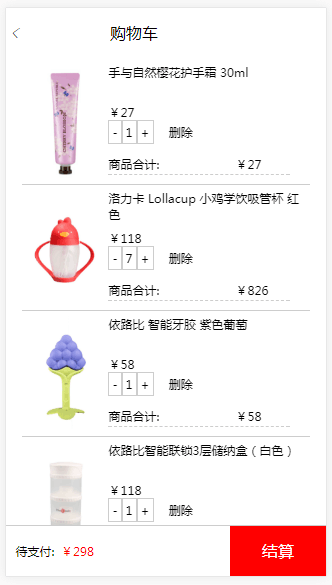 购物车
手与自然樱花护手霜 30ml
￥27
- 1 + 删除
商品合计: ￥27
洛力卡 Lollacup 小鸡学饮吸管杯 红
色
￥118
- 7 + 删除
商品合计: ￥826
依路比 智能牙胶 紫色葡萄
￥58
- 1 + 删除
商品合计: ￥58
依路比智能联锁3层储纳盒（白色）
￥118
- 1 + 删除
待支付: ￥298 结算